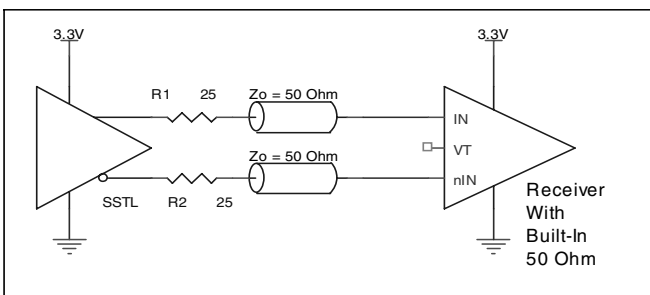 3.3V
3.3V
R1 25
Zo = 50 Ohm
IN
VT
Zo = 50 Ohm
nIN
SSTL
R2 25
Receiver
With
Built-In
50 Ohm